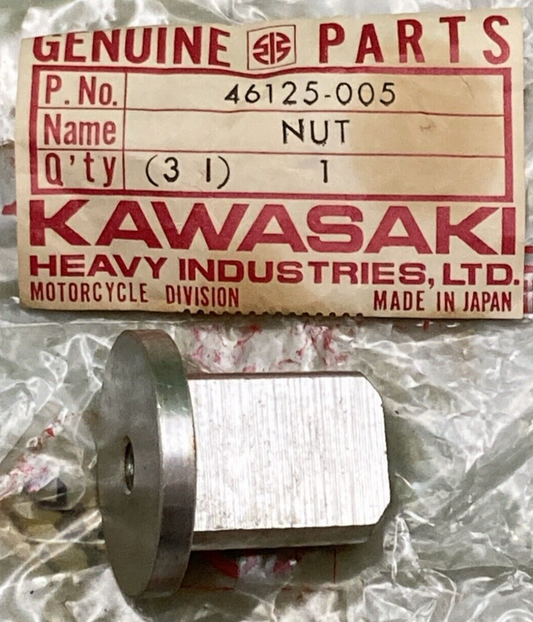 GENUINE PARTS
P. No. 46125-005
Name NUT
Q'ty (3 1) 1
KAWASAKI
HEAVY INDUSTRIES, LTD.
MOTORCYCLE DIVISION MADE IN JAPAN